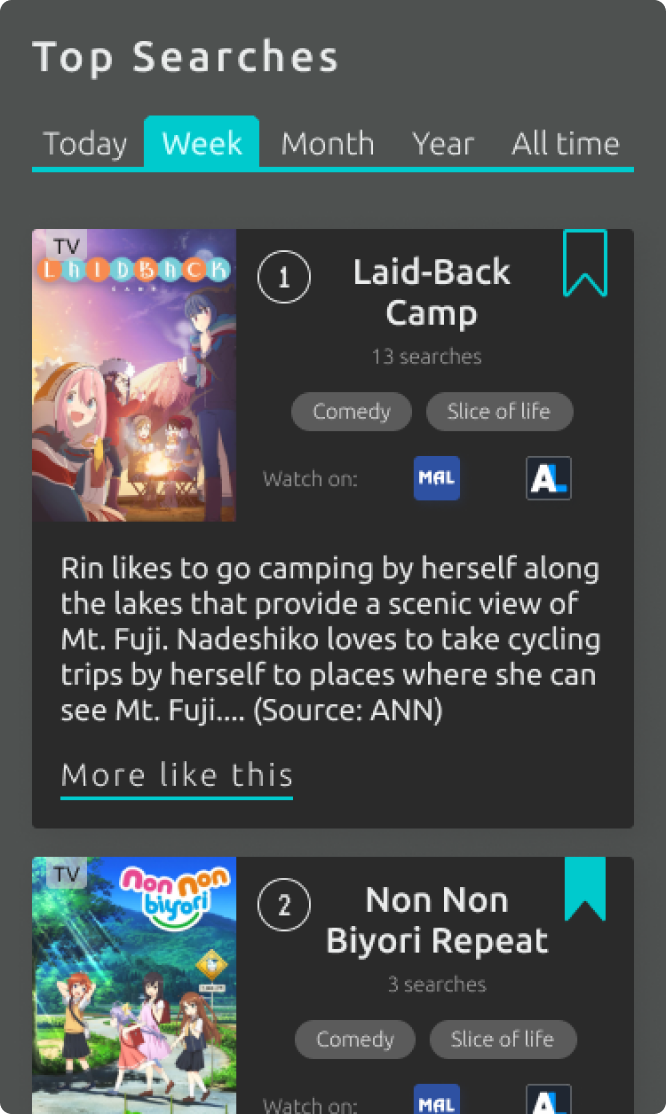 Top Searches
Today Week Month Year All time
TV
LAIDBACK
CAMP
1
Laid-Back
Camp
13 searches
Comedy Slice of life
Watch on: MAL AL
Rin likes to go camping by herself along
the lakes that provide a scenic view of
Mt. Fuji. Nadeshiko loves to take cycling
trips by herself to places where she can
see Mt. Fuji.... (Source: ANN)
More like this
TV
non non
biyori
2
Non Non
Biyori Repeat
3 searches
Comedy Slice of life
Watch on: MAL AL